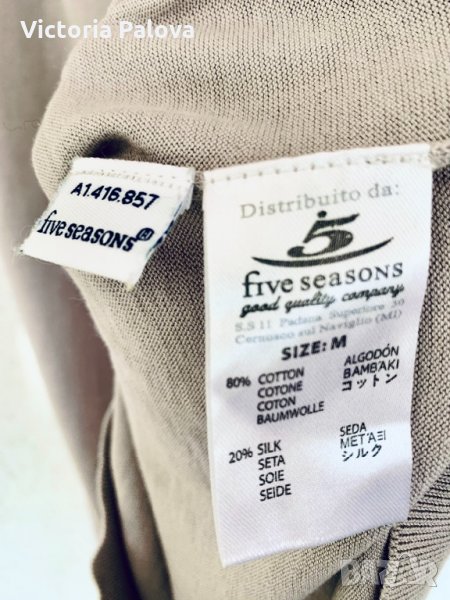 Victoria Palova
A1.416.857
five seasons
Distribuito da:
5
five seasons
good quality company
S.S 11 Padana Superiore 30
Cernusco sul Naviglio (MI)
SIZE: M
80% COTTON
COTONE
COTON
BAUMWOLLE
ALGODÓN
ΒΑΜΒΑΚΙ
コットン
20% SILK
SETA
SOIE
SEIDE
SEDA
ΜΕΤΑΞΙ
シルク
BAZAR